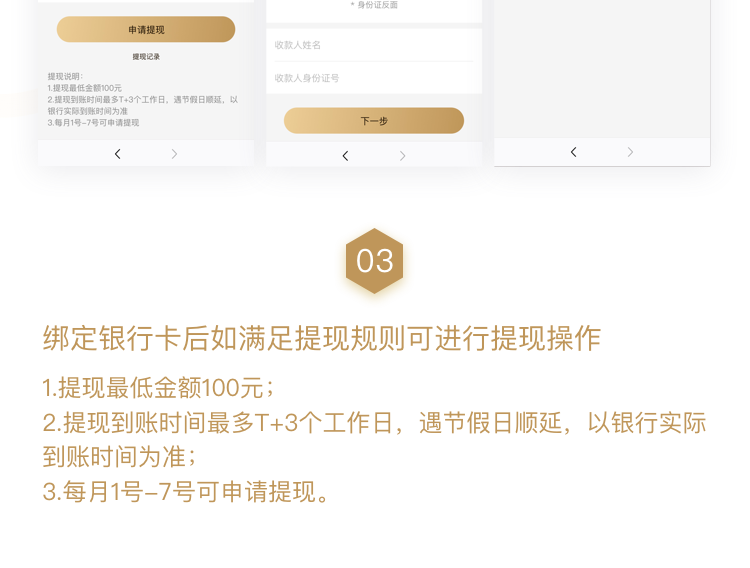 * 身份证反面
申请提现
收款人姓名
提现记录
收款人身份证号
提现说明：
1.提现最低金额100元
2.提现到账时间最多T+3个工作日，遇节假日顺延，以
银行实际到账时间为准
3.每月1号-7号可申请提现
下一步
03
绑定银行卡后如满足提现规则可进行提现操作
1.提现最低金额100元；
2.提现到账时间最多T+3个工作日，遇节假日顺延，以银行实际
到账时间为准；
3.每月1号-7号可申请提现。